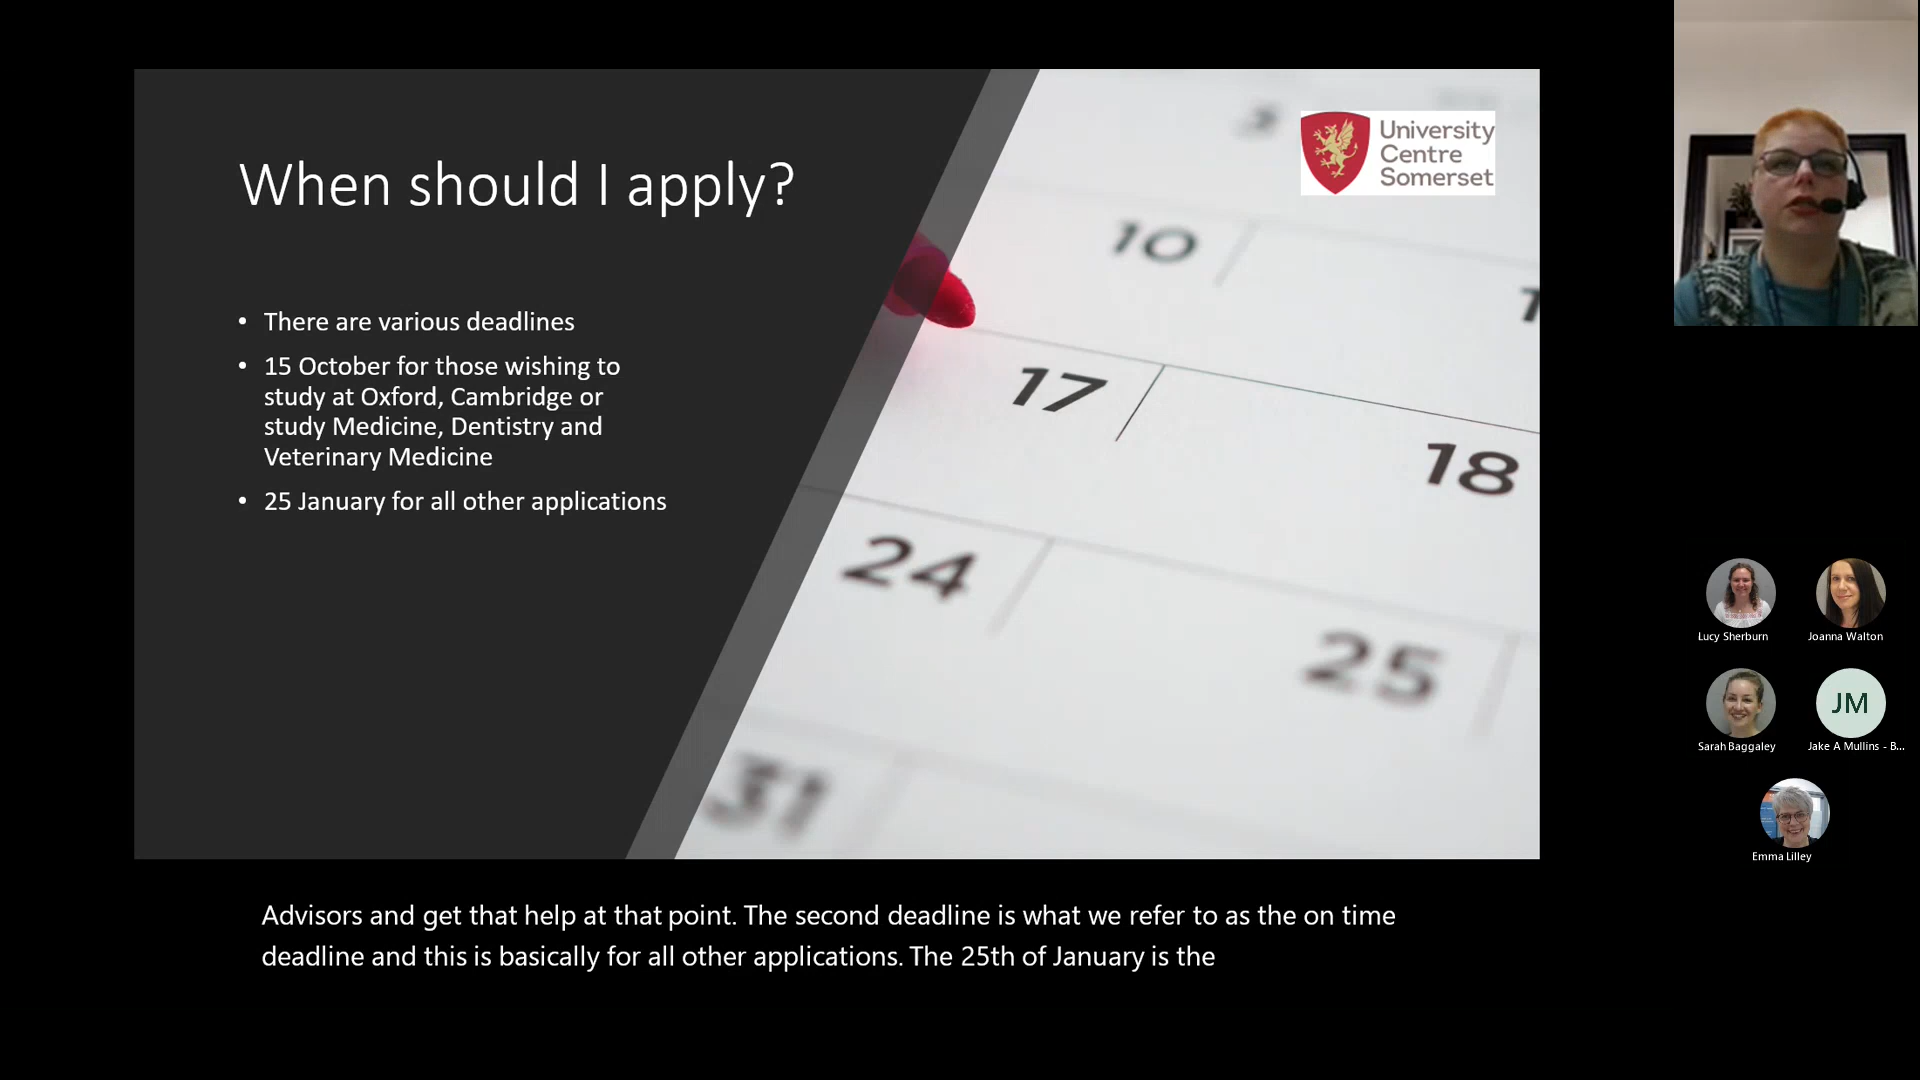 When should I apply?
• There are various deadlines
• 15 October for those wishing to
study at Oxford, Cambridge or
study Medicine, Dentistry and
Veterinary Medicine
• 25 January for all other applications
University
Centre
Somerset
10
17
18
24
25
31
Lucy Sherburn
Joanna Walton
Sarah Baggaley
JM
Jake A Mullins - B...
Emma Lilley
Advisors and get that help at that point. The second deadline is what we refer to as the on time
deadline and this is basically for all other applications. The 25th of January is the